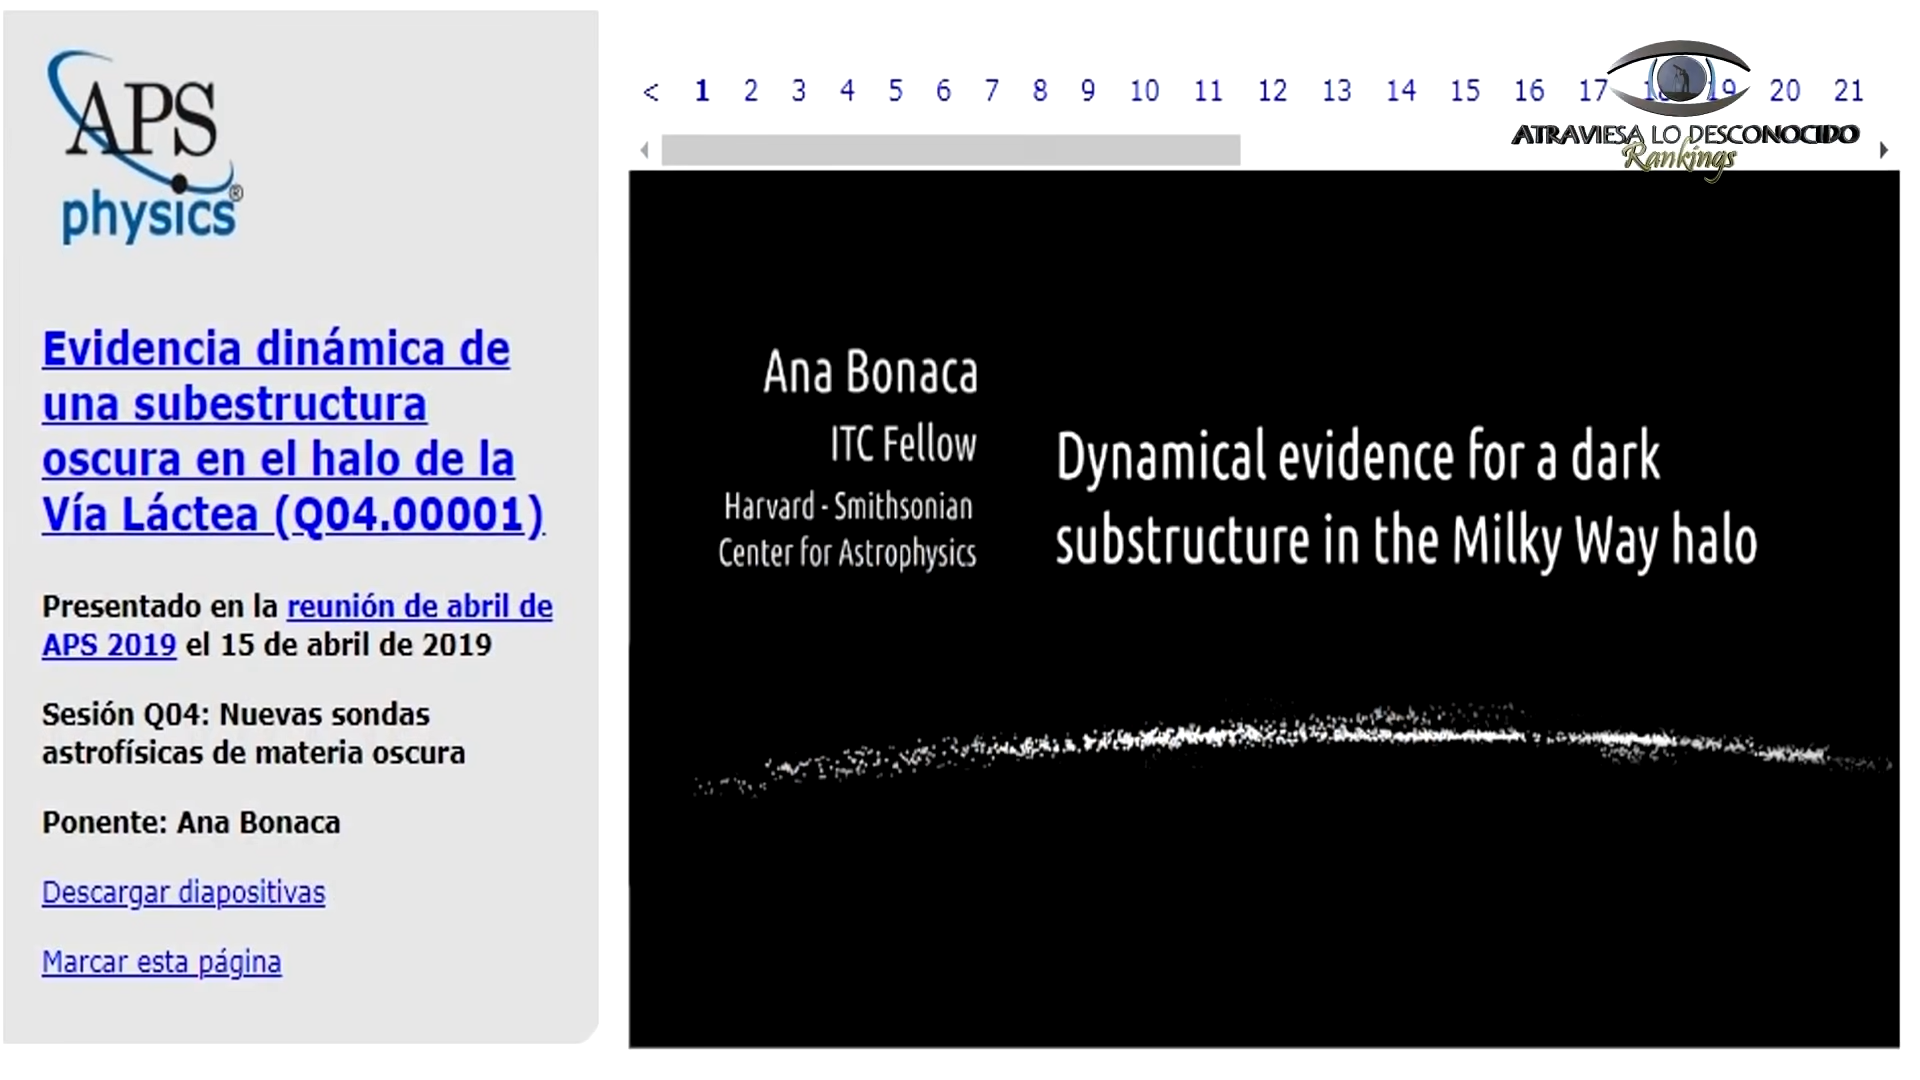 APS
physics®
Evidencia dinámica de
una subestructura
oscura en el halo de la
Vía Láctea (Q04.00001)
Presentado en la reunión de abril de
APS 2019 el 15 de abril de 2019
Sesión Q04: Nuevas sondas
astrofísicas de materia oscura
Ponente: Ana Bonaca
Descargar diapositivas
Marcar esta página
< 1 2 3 4 5 6 7 8 9 10 11 12 13 14 15 16 17 18 19 20 21
ATRAVIESA LO DESCONOCIDO
Rankings
Ana Bonaca
ITC Fellow
Harvard - Smithsonian
Center for Astrophysics
Dynamical evidence for a dark
substructure in the Milky Way halo